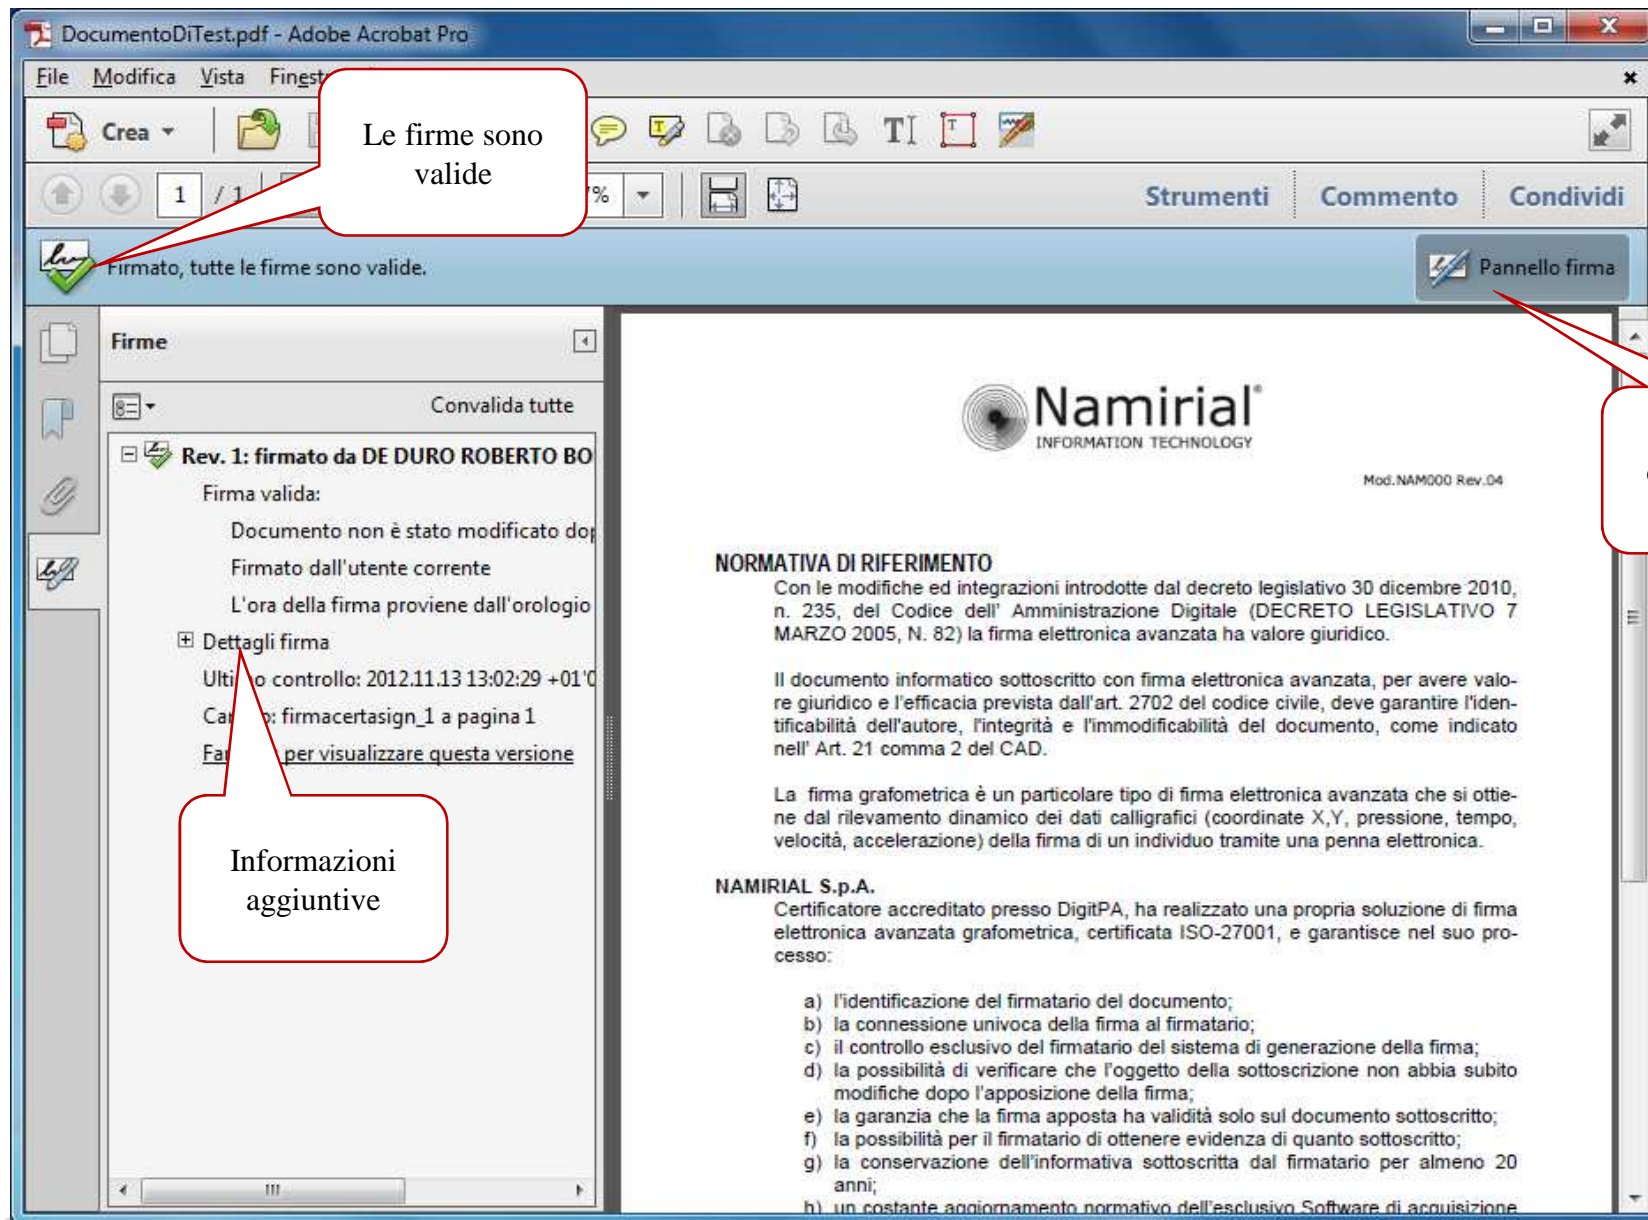 DocumentoDiTest.pdf - Adobe Acrobat Pro
File Modifica Vista
Crea
Le firme sono
valide
1 / 1 %
Strumenti Commento Condividi
Firmato, tutte le firme sono valide.
Pannello firma
Firme
Convalida tutte
Rev. 1: firmato da DE DURO ROBERTO BO
Firma valida:
Documento non è stato modificato dop
Firmato dall'utente corrente
L'ora della firma proviene dall'orologio
Dettagli firma
controllo: 2012.11.13 13:02:29 +01'0
firmacertasign_1 a pagina 1
per visualizzare questa versione
Informazioni
aggiuntive
Namirial®
INFORMATION TECHNOLOGY
Mod.NAM000 Rev.04
NORMATIVA DI RIFERIMENTO
Con le modifiche ed integrazioni introdotte dal decreto legislativo 30 dicembre 2010,
n. 235, del Codice dell' Amministrazione Digitale (DECRETO LEGISLATIVO 7
MARZO 2005, N. 82) la firma elettronica avanzata ha valore giuridico.
Il documento informatico sottoscritto con firma elettronica avanzata, per avere valo-
re giuridico e l'efficacia prevista dall'art. 2702 del codice civile, deve garantire l'iden-
tificabilità dell'autore, l'integrità e l'immodificabilità del documento, come indicato
nell' Art. 21 comma 2 del CAD.
La firma grafometrica è un particolare tipo di firma elettronica avanzata che si ottie-
ne dal rilevamento dinamico dei dati calligrafici (coordinate X,Y, pressione, tempo,
velocità, accelerazione) della firma di un individuo tramite una penna elettronica.
NAMIRIAL S.p.A.
Certificatore accreditato presso DigitPA, ha realizzato una propria soluzione di firma
elettronica avanzata grafometrica, certificata ISO-27001, e garantisce nel suo pro-
cesso:
a) l'identificazione del firmatario del documento;
b) la connessione univoca della firma al firmatario;
c) il controllo esclusivo del firmatario del sistema di generazione della firma;
d) la possibilità di verificare che l'oggetto della sottoscrizione non abbia subito
modifiche dopo l'apposizione della firma;
e) la garanzia che la firma apposta ha validità solo sul documento sottoscritto;
f) la possibilità per il firmatario di ottenere evidenza di quanto sottoscritto;
g) la conservazione dell'informativa sottoscritta dal firmatario per almeno 20
anni;
h) un costante aggiornamento normativo dell'esclusivo Software di acquisizione